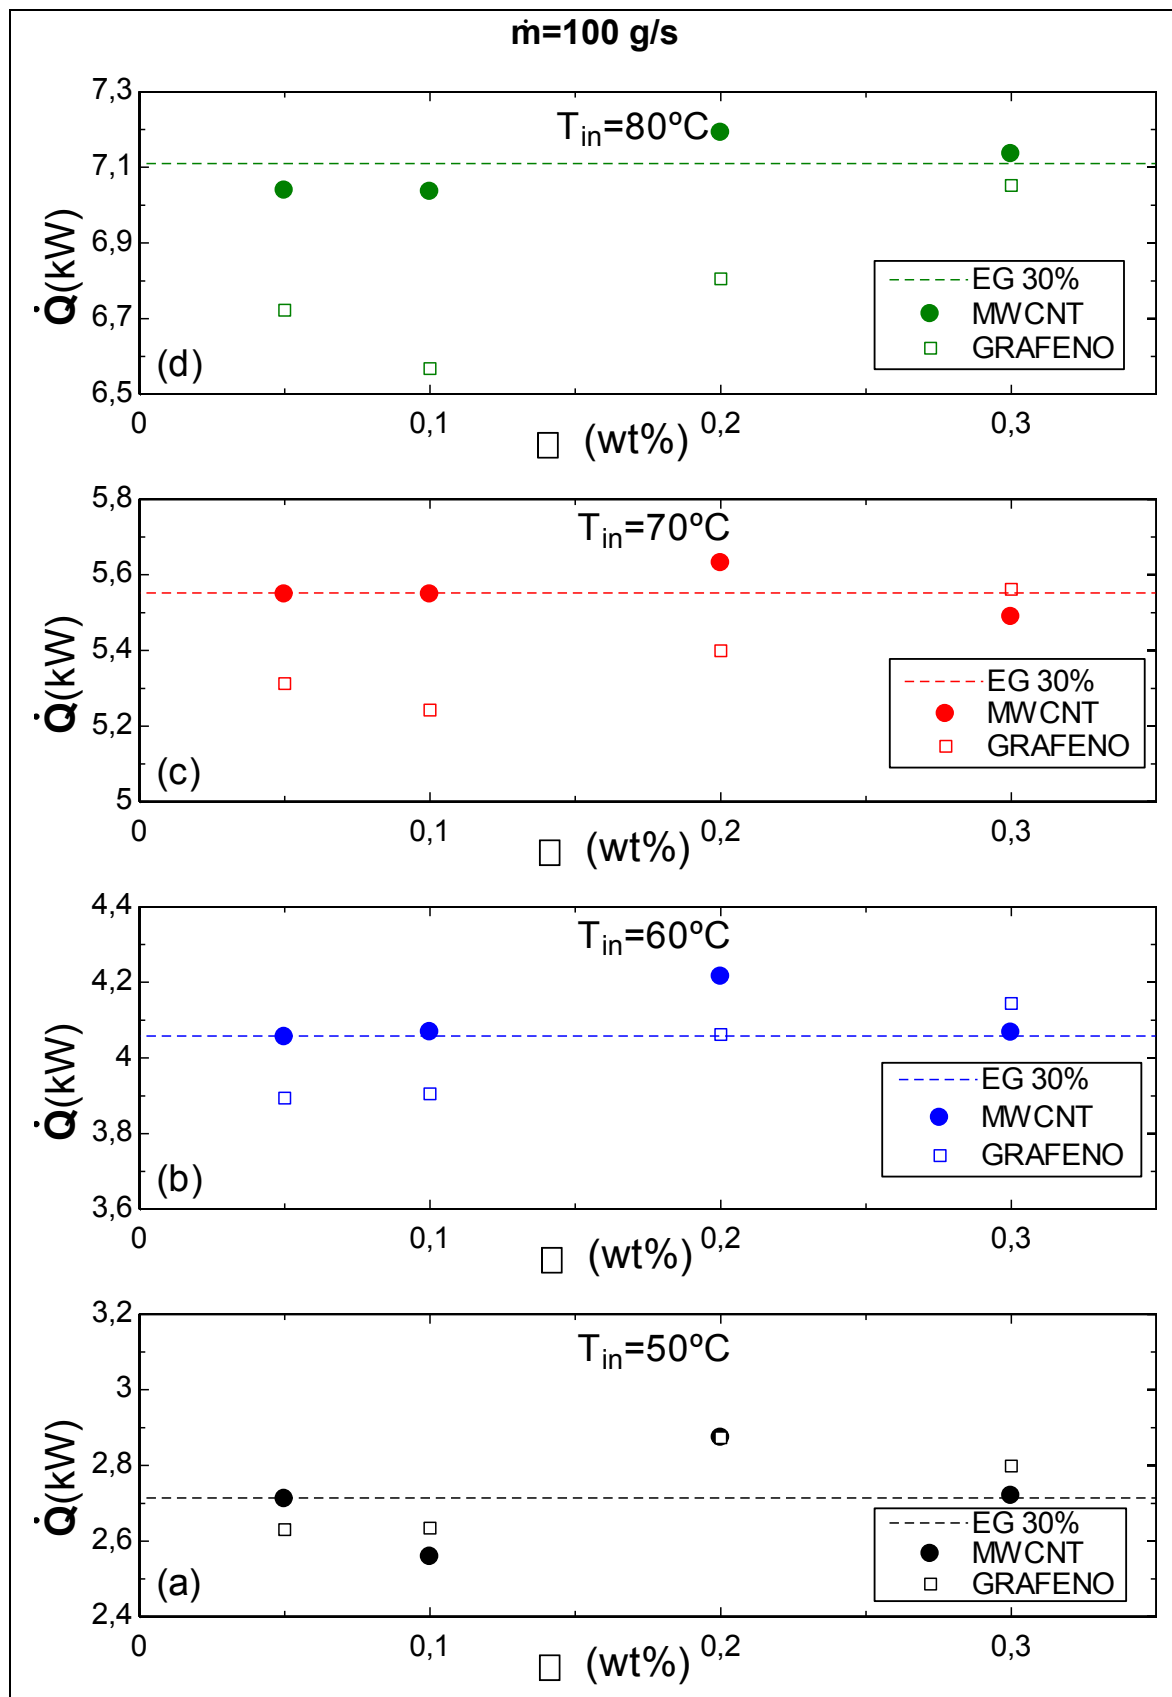 ṁ=100 g/s
7,3
7,1
6,9
6,7
6,5
Q̇(kW)
T_in=80ºC
EG 30%
MWCNT
GRAFENO
(d)
0 0,1 0,2 0,3
□ (wt%)
5,8
5,6
5,4
5,2
5
Q̇(kW)
T_in=70ºC
EG 30%
MWCNT
GRAFENO
(c)
0 0,1 0,2 0,3
□ (wt%)
4,4
4,2
4
3,8
3,6
Q̇(kW)
T_in=60ºC
EG 30%
MWCNT
GRAFENO
(b)
0 0,1 0,2 0,3
□ (wt%)
3,2
3
2,8
2,6
2,4
Q̇(kW)
T_in=50ºC
EG 30%
MWCNT
GRAFENO
(a)
0 0,1 0,2 0,3
□ (wt%)